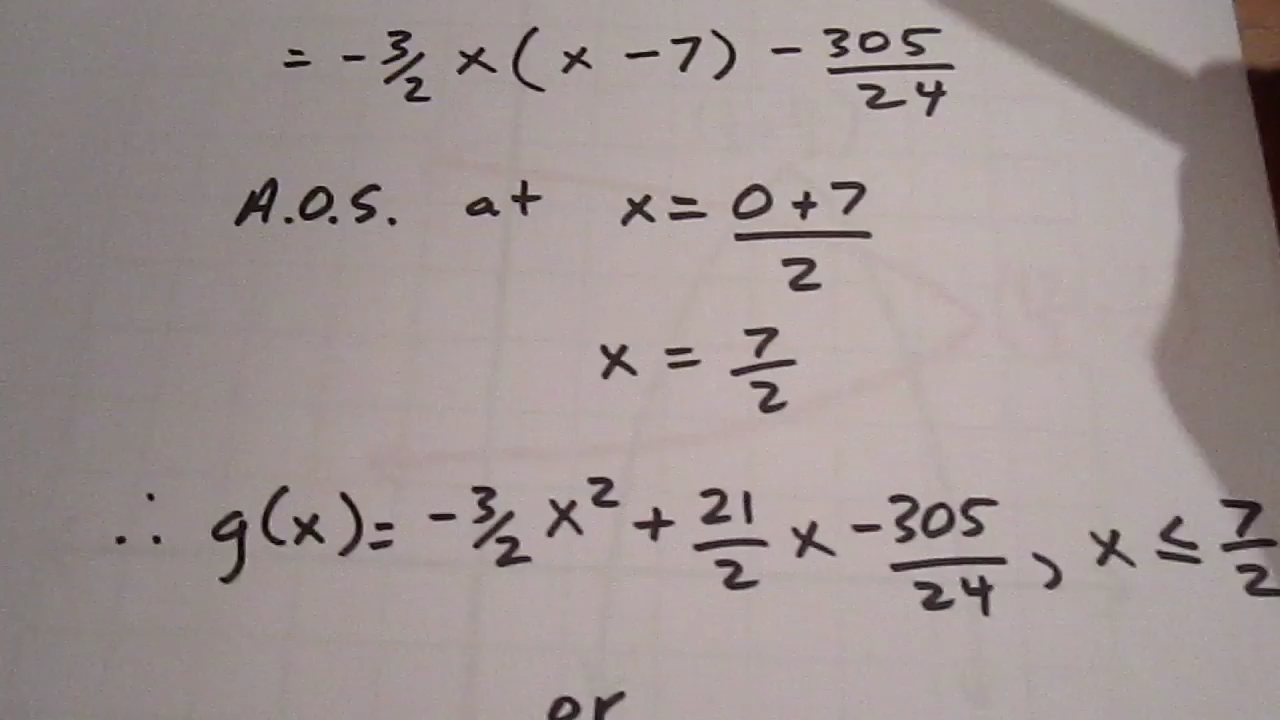 = -3/2 x(x-7) - 305/24
A.O.S. at x = (0+7)/2
x = 7/2
∴ g(x) = -3/2 x² + 21/2 x - 305/24, x ≤ 7/2
or